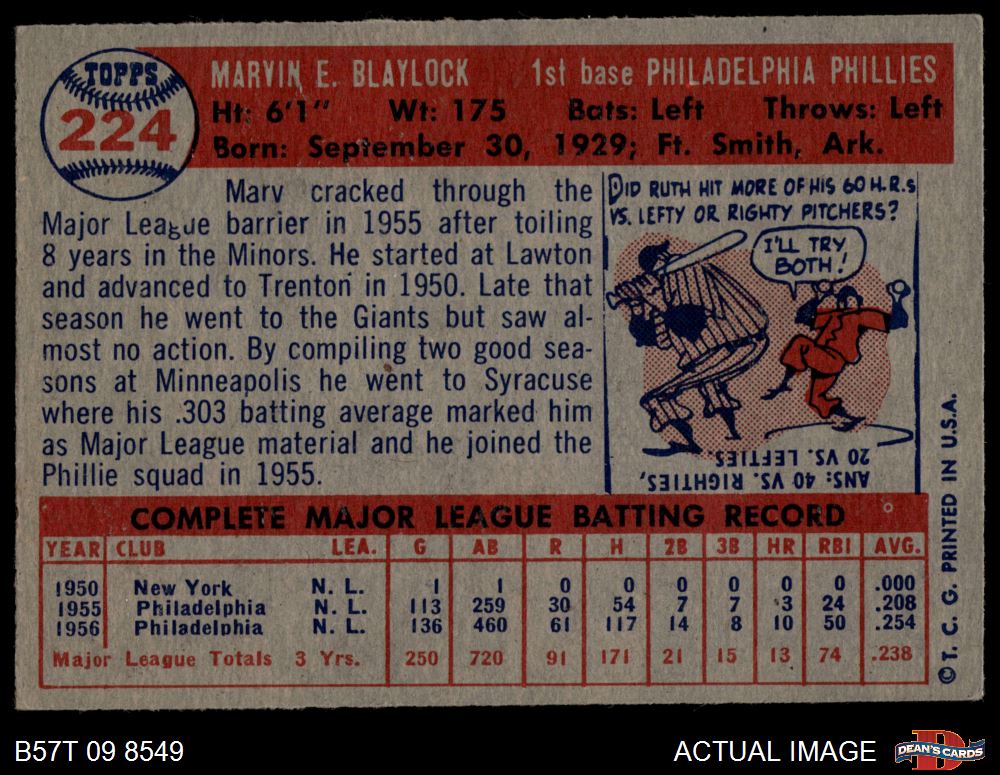 TOPPS
224
MARVIN E. BLAYLOCK 1st base PHILADELPHIA PHILLIES
Ht: 6'1" Wt: 175 Bats: Left Throws: Left
Born: September 30, 1929; Ft. Smith, Ark.
Marv cracked through the
Major League barrier in 1955 after toiling
8 years in the Minors. He started at Lawton
and advanced to Trenton in 1950. Late that
season he went to the Giants but saw al-
most no action. By compiling two good sea-
sons at Minneapolis he went to Syracuse
where his .303 batting average marked him
as Major League material and he joined the
Phillie squad in 1955.
DID RUTH HIT MORE OF HIS 60 H.R.s
VS. LEFTY OR RIGHTY PITCHERS?
I'LL TRY
BOTH!
ANS: 40 VS. RIGHTIES,
20 VS. LEFTIES
COMPLETE MAJOR LEAGUE BATTING RECORD
YEAR CLUB LEA. G AB R H 2B 3B HR RBI AVG.
1950 New York N. L. 1 1 0 0 0 0 0 0 .000
1955 Philadelphia N. L. 113 259 30 54 7 7 3 24 .208
1956 Philadelphia N. L. 136 460 61 117 14 8 10 50 .254
Major League Totals 3 Yrs. 250 720 91 171 21 15 13 74 .238
© T. C. G. PRINTED IN U.S.A.
B57T 09 8549
ACTUAL IMAGE
D
DEAN'S CARDS